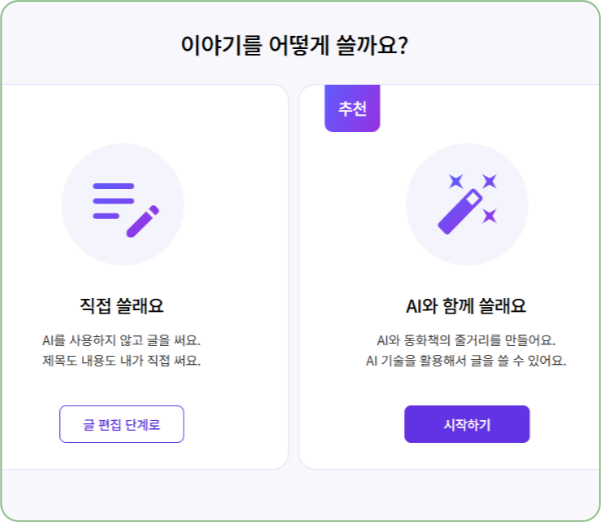 이야기를 어떻게 쓸까요?
직접 쓸래요
AI를 사용하지 않고 글을 써요.
제목도 내용도 내가 직접 써요.
글 편집 단계로
추천
AI와 함께 쓸래요
AI와 동화책의 줄거리를 만들어요.
AI 기술을 활용해서 글을 쓸 수 있어요.
시작하기